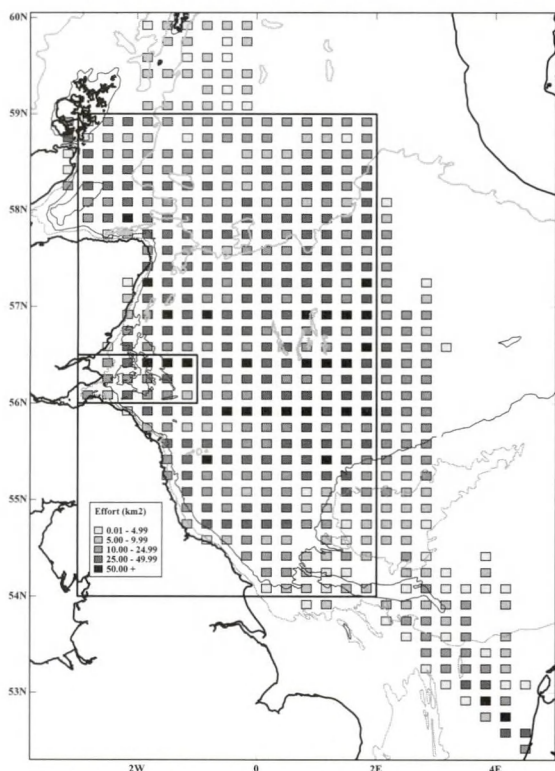 60N
59N
58N
57N
56N
55N
54N
53N
Effort (km2)
0.01 - 4.99
5.00 - 9.99
10.00 - 24.99
25.00 - 49.99
50.00 +
2W
0
2E
4E